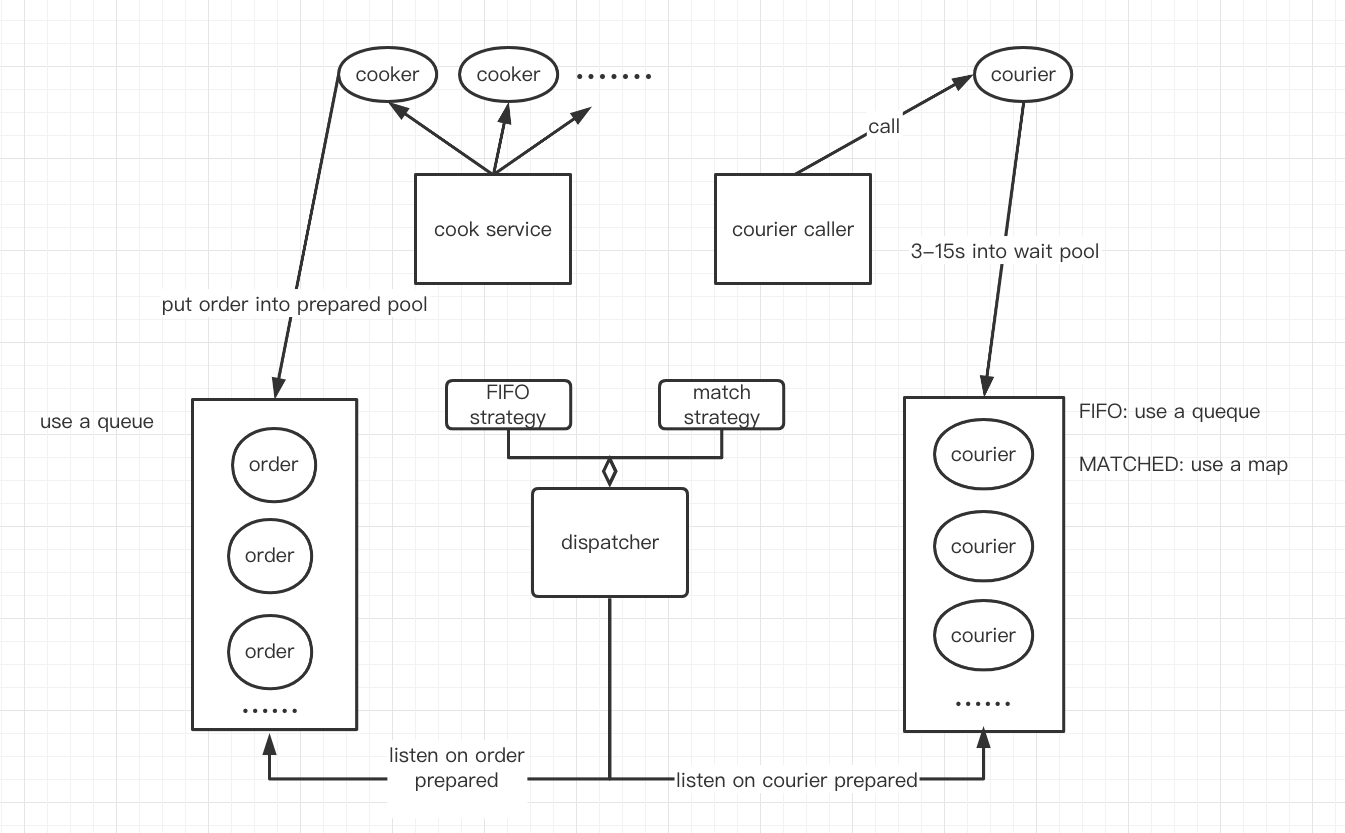 cooker
cooker
courier
call
cook service
courier caller
3-15s into wait pool
put order into prepared pool
use a queue
FIFO
strategy
match
strategy
FIFO: use a queque
MATCHED: use a map
order
order
order
dispatcher
courier
courier
courier
listen on order
prepared
listen on courier prepared